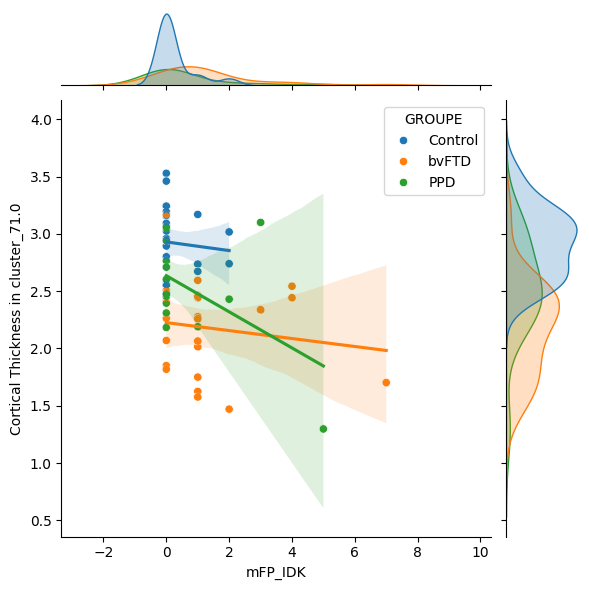 GROUPE
Control
bvFTD
PPD
4.0
3.5
3.0
2.5
2.0
1.5
1.0
0.5
Cortical Thickness in cluster_71.0
−2 0 2 4 6 8 10
mFP_IDK